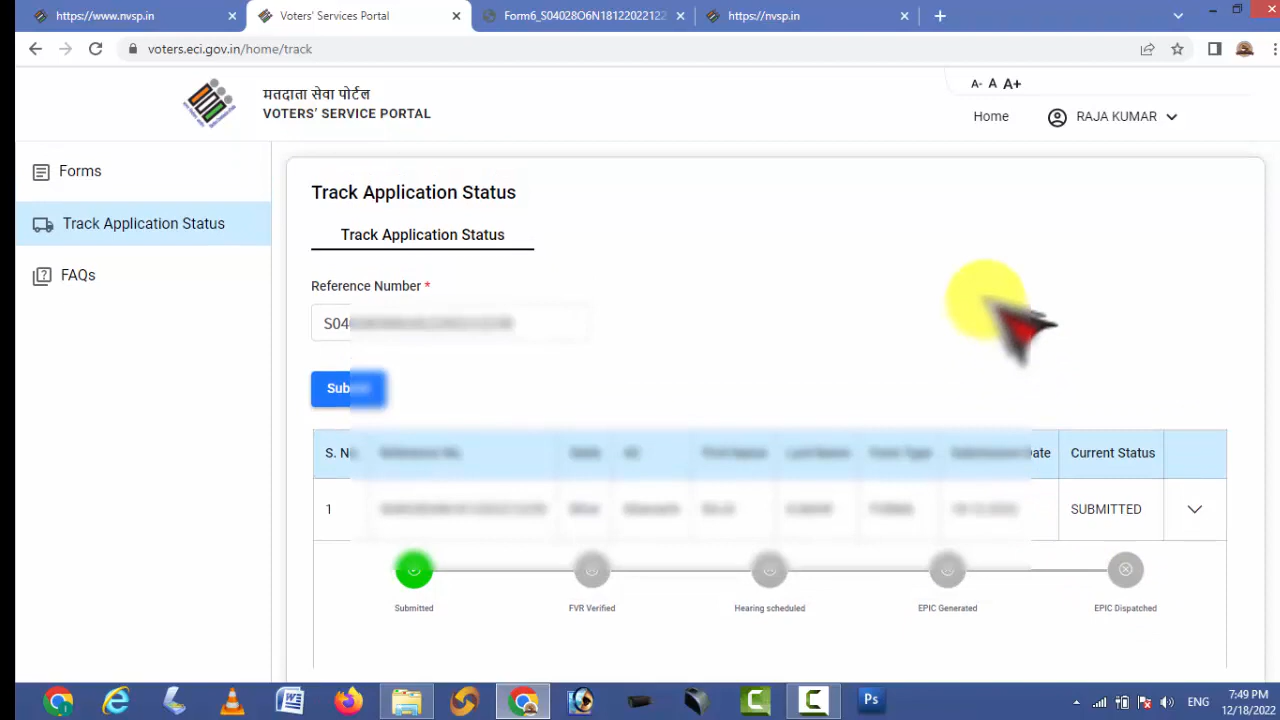 https://www.nvsp.in
Voters' Services Portal
Form6_S04028O6N18122022122
https://nvsp.in
voters.eci.gov.in/home/track
मतदाता सेवा पोर्टल
VOTERS' SERVICE PORTAL
A- A A+
Home
RAJA KUMAR
Forms
Track Application Status
FAQs
Track Application Status
Track Application Status
Reference Number *
S04
Sub
S. N
Date
Current Status
1
SUBMITTED
Submitted
FVR Verified
Hearing scheduled
EPIC Generated
EPIC Dispatched
Ps
ENG
7:49 PM
12/18/2022